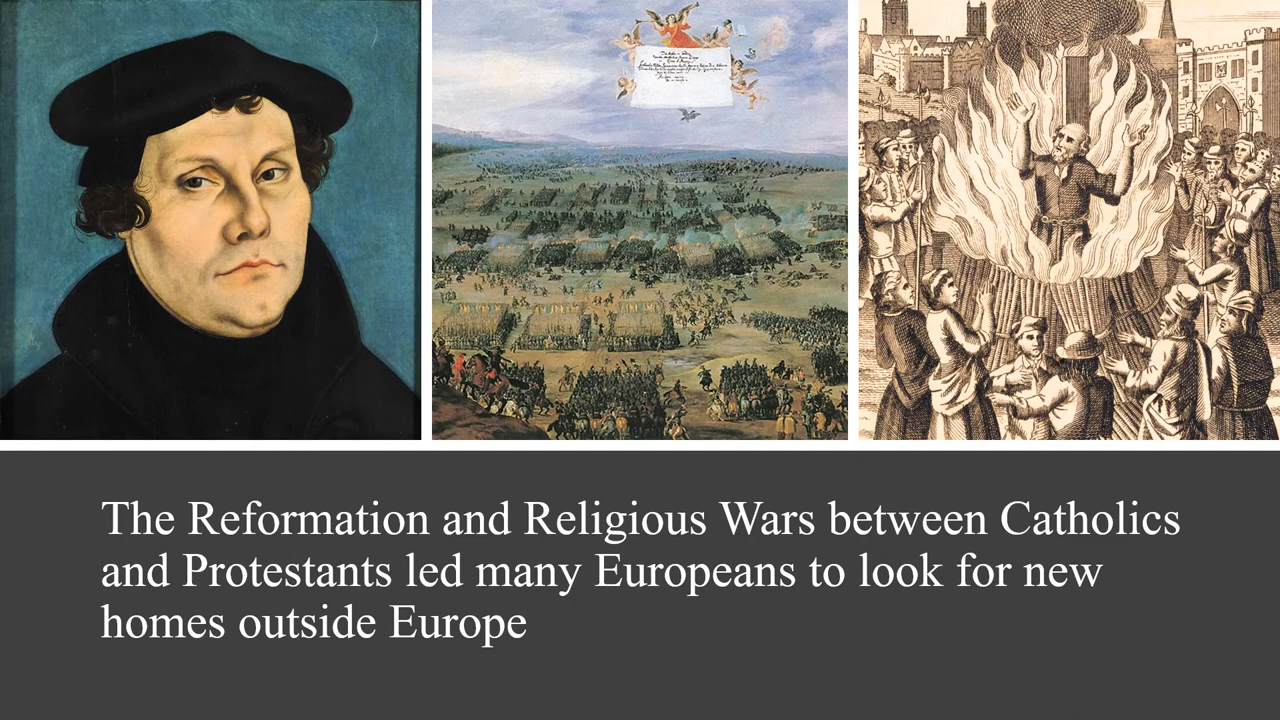 The Reformation and Religious Wars between Catholics
and Protestants led many Europeans to look for new
homes outside Europe